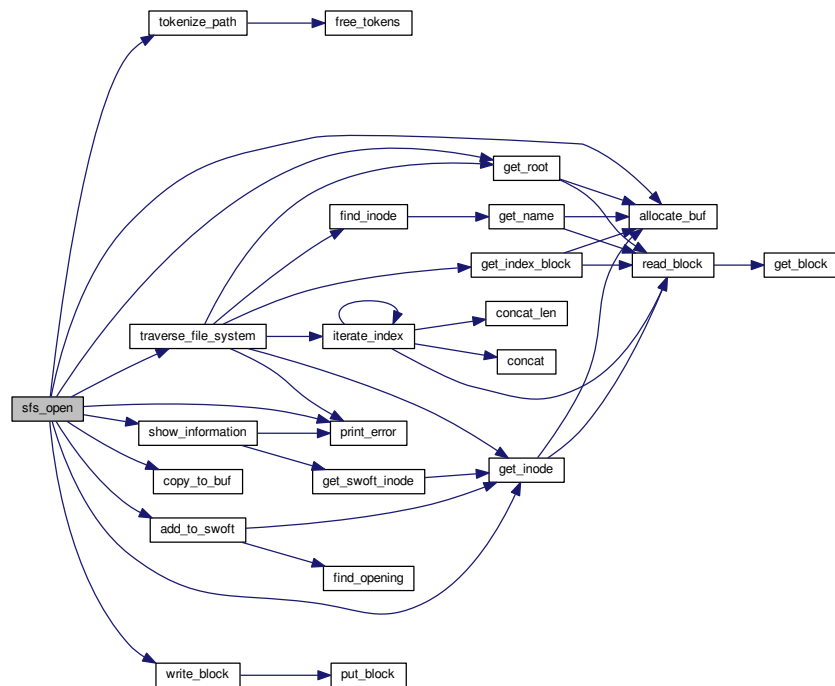 tokenize_path
free_tokens
get_root
find_inode
get_name
allocate_buf
get_index_block
read_block
get_block
concat_len
traverse_file_system
iterate_index
concat
sfs_open
show_information
print_error
get_inode
copy_to_buf
get_swoft_inode
add_to_swoft
find_opening
write_block
put_block